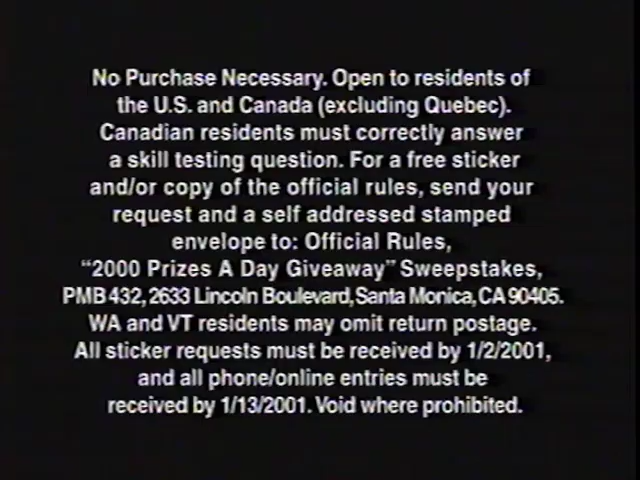 No Purchase Necessary. Open to residents of
the U.S. and Canada (excluding Quebec).
Canadian residents must correctly answer
a skill testing question. For a free sticker
and/or copy of the official rules, send your
request and a self addressed stamped
envelope to: Official Rules,
“2000 Prizes A Day Giveaway” Sweepstakes,
PMB 432, 2633 Lincoln Boulevard, Santa Monica, CA 90405.
WA and VT residents may omit return postage.
All sticker requests must be received by 1/2/2001,
and all phone/online entries must be
received by 1/13/2001. Void where prohibited.